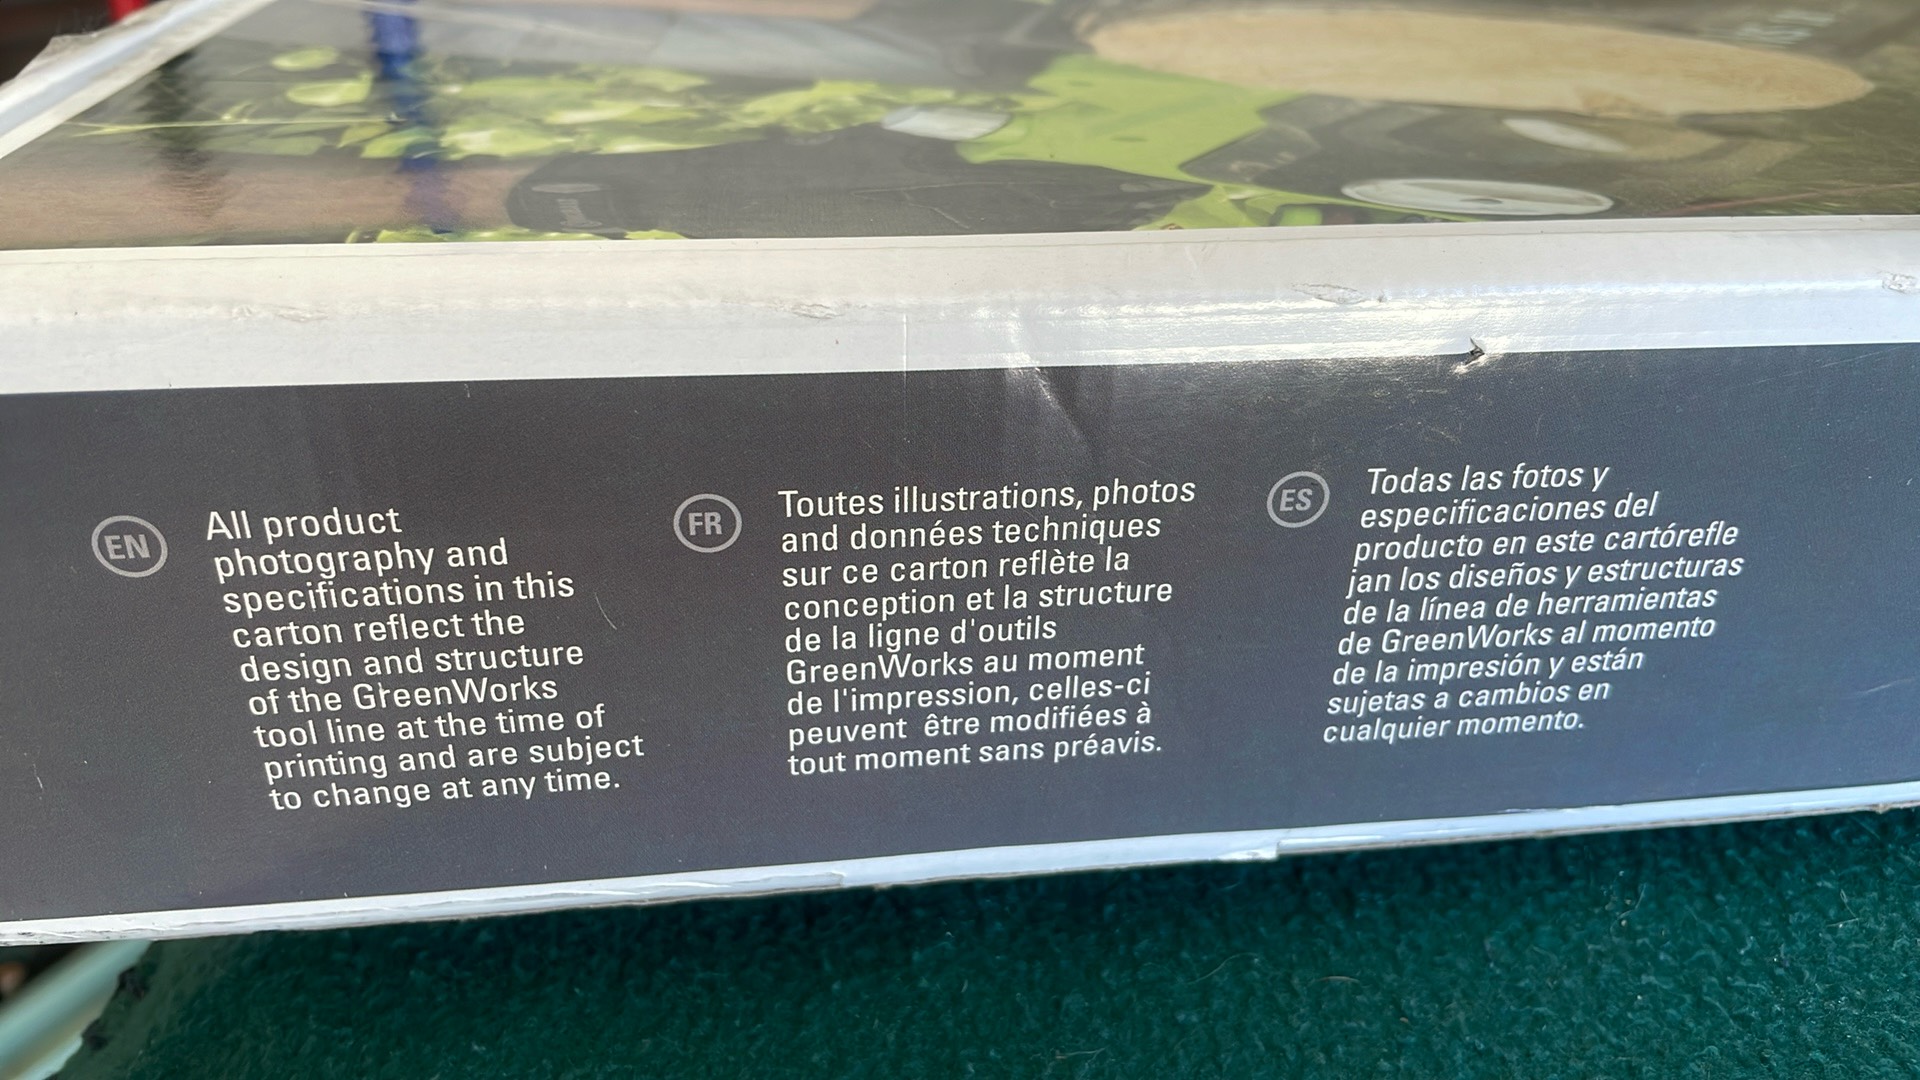 EN
All product
photography and
specifications in this
carton reflect the
design and structure
of the GreenWorks
tool line at the time of
printing and are subject
to change at any time.
FR
Toutes illustrations, photos
and données techniques
sur ce carton reflète la
conception et la structure
de la ligne d'outils
GreenWorks au moment
de l'impression, celles-ci
peuvent être modifiées à
tout moment sans préavis.
ES
Todas las fotos y
especificaciones del
producto en este cartórefle
jan los diseños y estructuras
de la línea de herramientas
de GreenWorks al momento
de la impresión y están
sujetas a cambios en
cualquier momento.